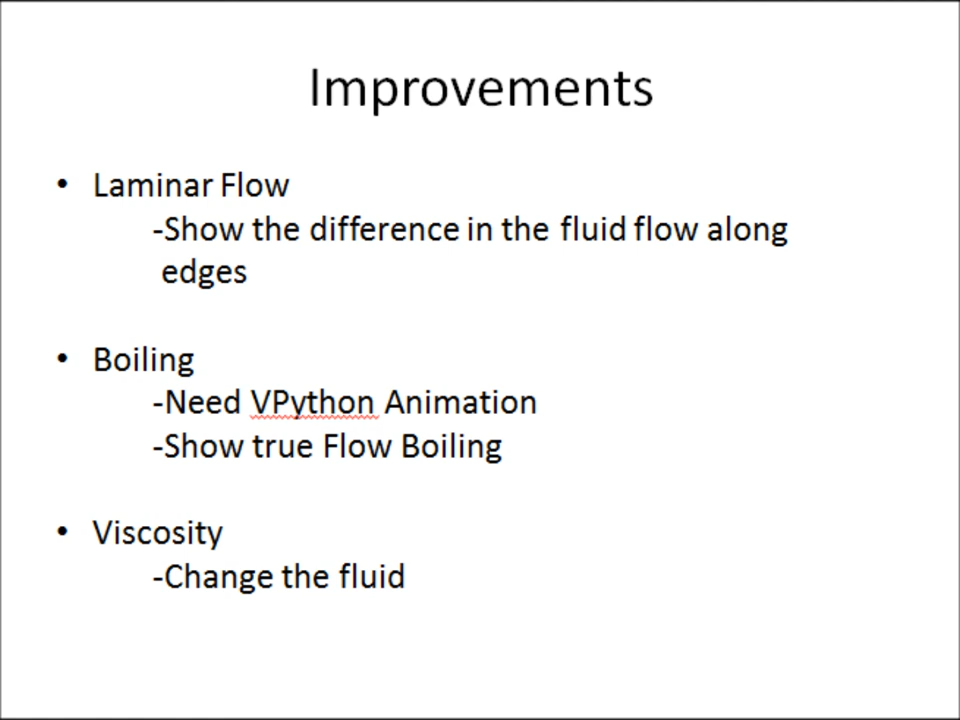 Improvements
• Laminar Flow
-Show the difference in the fluid flow along
edges
• Boiling
-Need VPython Animation
-Show true Flow Boiling
• Viscosity
-Change the fluid